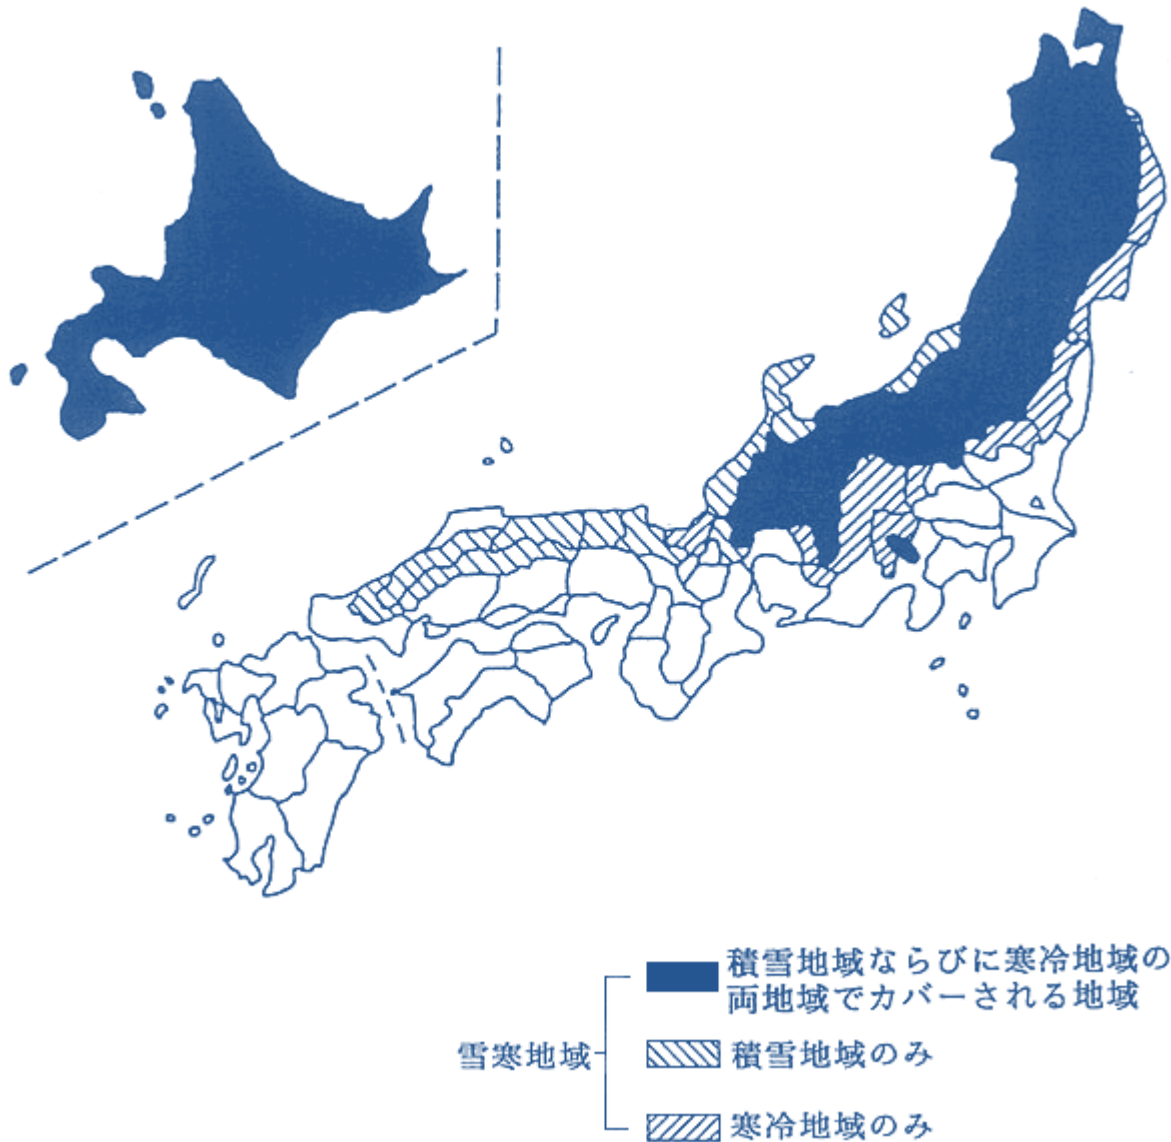 積雪地域ならびに寒冷地域の
両地域でカバーされる地域
雪寒地域
積雪地域のみ
寒冷地域のみ